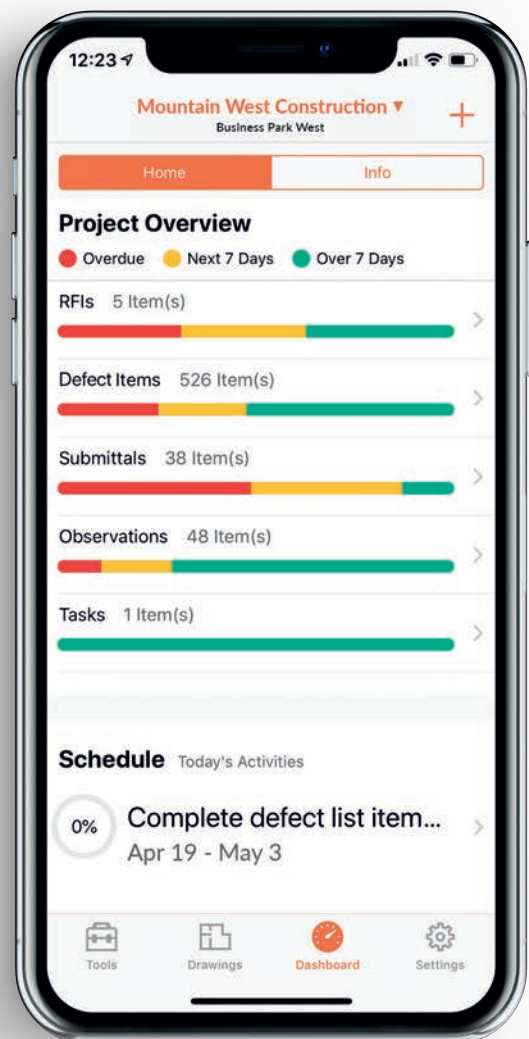 12:23
Mountain West Construction ▼
Business Park West
+
Home Info
Project Overview
Overdue Next 7 Days Over 7 Days
RFIs 5 Item(s)
Defect Items 526 Item(s)
Submittals 38 Item(s)
Observations 48 Item(s)
Tasks 1 Item(s)
Schedule Today's Activities
0% Complete defect list item...
Apr 19 - May 3
Tools Drawings Dashboard Settings